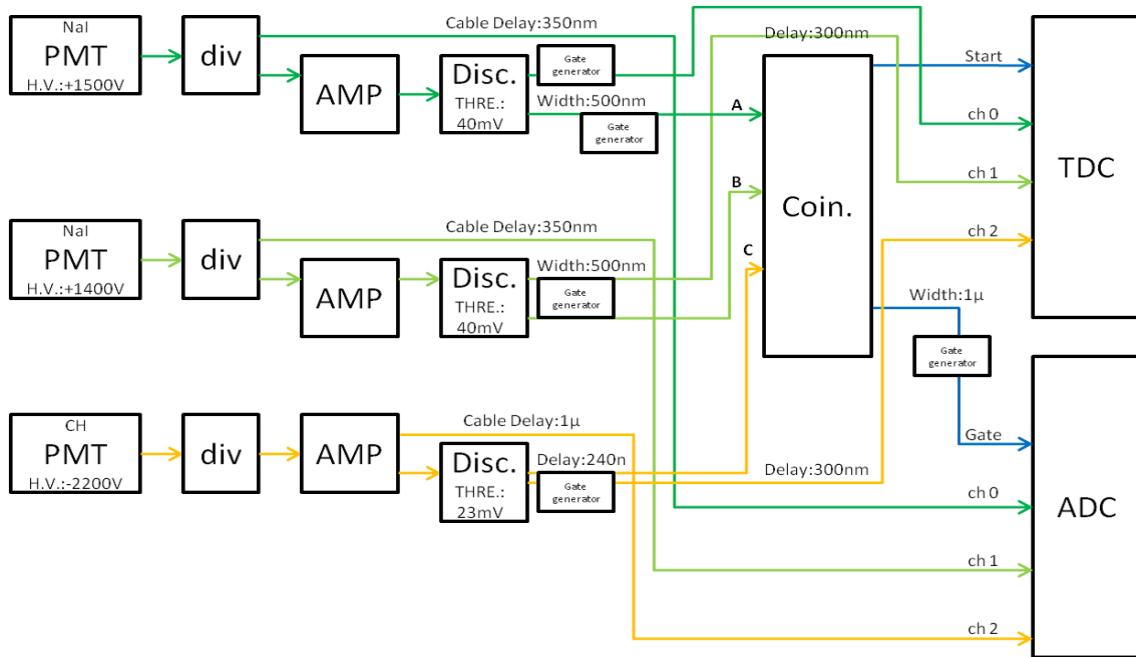 Cable Delay:350nm
Delay:300nm
NaI
PMT
H.V.:+1500V
div
AMP
Disc.
THRE.:
40mV
Gate
generator
Width:500nm
Gate
generator
A
B
C
Coin.
Start
ch 0
ch 1
ch 2
TDC
NaI
PMT
H.V.:+1400V
div
Cable Delay:350nm
AMP
Disc.
THRE.:
40mV
Width:500nm
Gate
generator
Width:1μ
Gate
generator
CH
PMT
H.V.:-2200V
div
AMP
Cable Delay:1μ
Disc.
THRE.:
23mV
Delay:240n
Gate
generator
Delay:300nm
Gate
ch 0
ch 1
ch 2
ADC